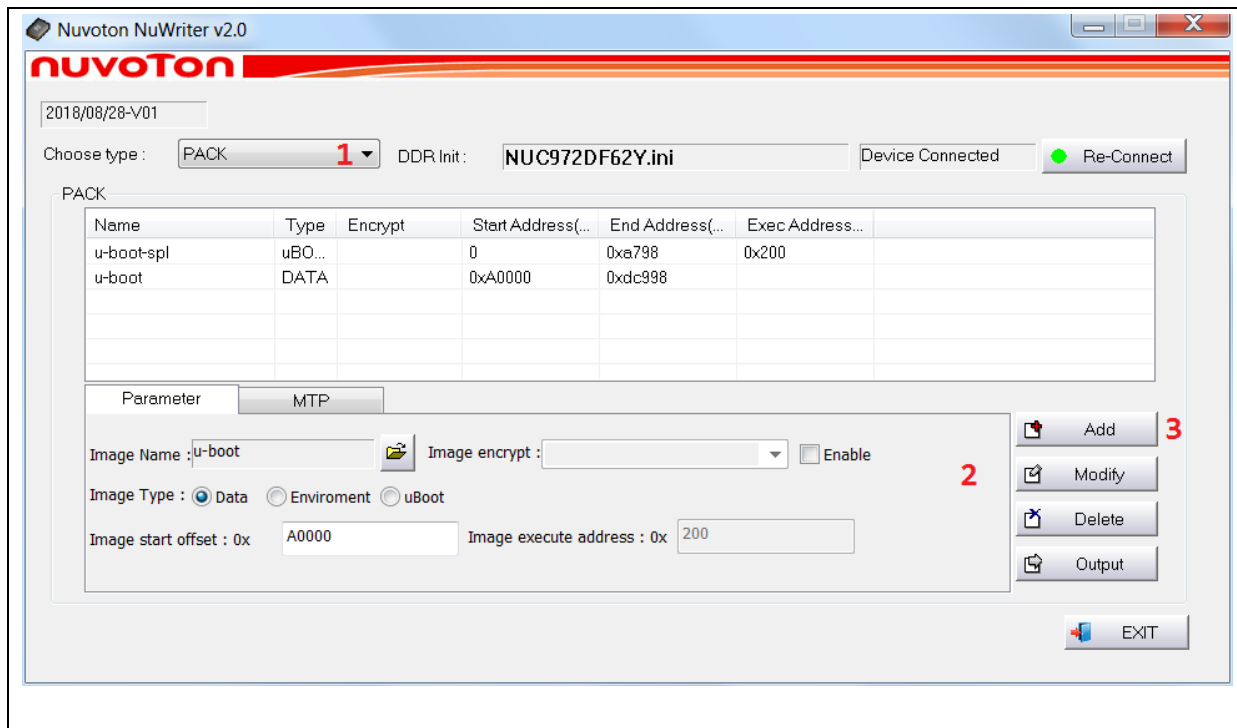 Nuvoton NuWriter v2.0
nuvoTon
2018/08/28-V01
Choose type : PACK 1 DDR Init : NUC972DF62Y.ini Device Connected Re-Connect
PACK
Name Type Encrypt Start Address(... End Address(... Exec Address...
u-boot-spl uBO... 0 0xa798 0x200
u-boot DATA 0xA0000 0xdc998
Parameter MTP
Add 3
Image Name : u-boot Image encrypt : Enable
2 Modify
Image Type : Data Enviroment uBoot
Delete
Image start offset : 0x A0000 Image execute address : 0x 200
Output
EXIT